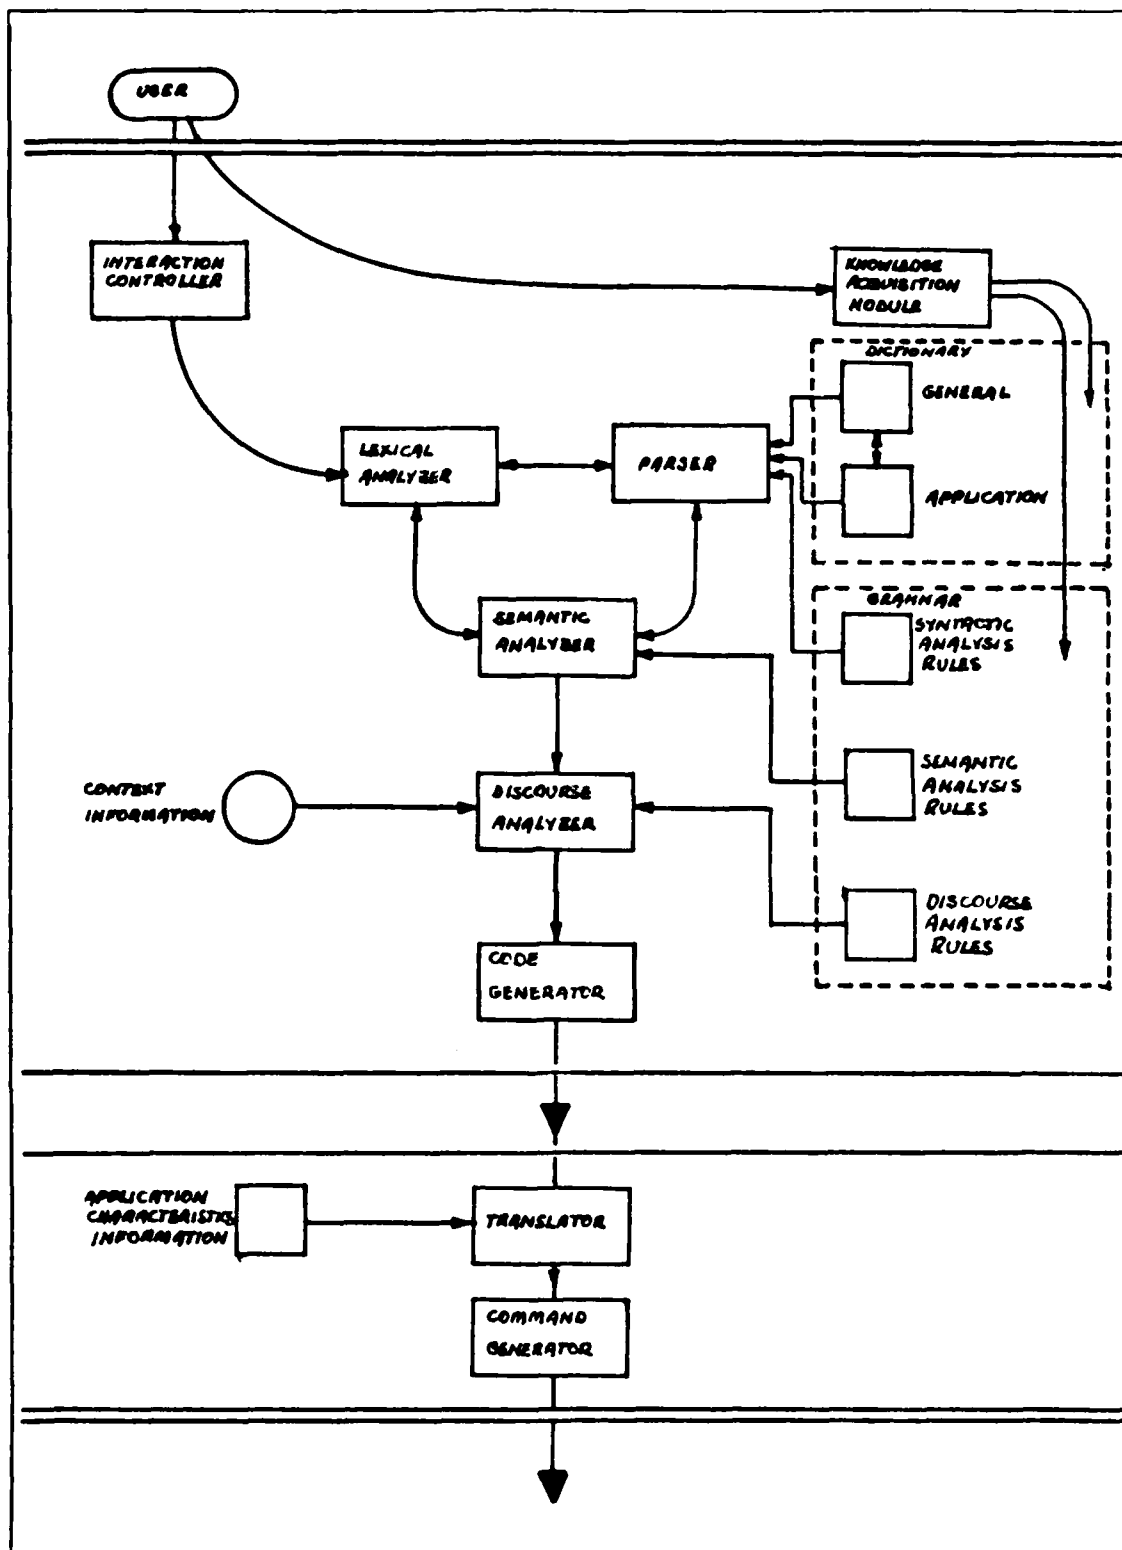 USER
INTERACTION
CONTROLLER
KNOWLEDGE
ACQUISITION
MODULE
DICTIONARY
GENERAL
APPLICATION
LEXICAL
ANALYZER
PARSER
GRAMMAR
SYNTACTIC
ANALYSIS
RULES
SEMANTIC
ANALYZER
SEMANTIC
ANALYSIS
RULES
CONTEXT
INFORMATION
DISCOURSE
ANALYZER
DISCOURSE
ANALYSIS
RULES
CODE
GENERATOR
APPLICATION
CHARACTERISTICS
INFORMATION
TRANSLATOR
COMMAND
GENERATOR